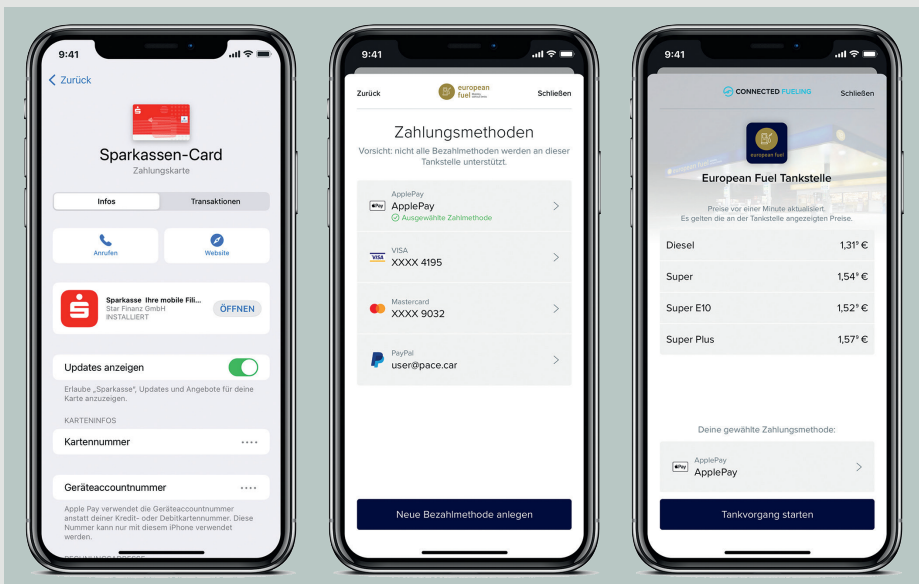 9:41
Zurück
Sparkassen-Card
Zahlungskarte
Infos
Transaktionen
Anrufen
Website
Sparkasse Ihre mobile Fili...
Star Finanz GmbH
INSTALLIERT
ÖFFNEN
Updates anzeigen
Erlaube „Sparkasse“, Updates und Angebote für deine
Karte anzuzeigen.
KARTENINFOS
Kartennummer
····
Geräteaccountnummer
····
Apple Pay verwendet die Geräteaccountnummer
anstatt deiner Kredit- oder Debitkartennummer. Diese
Nummer kann nur mit diesem iPhone verwendet
werden.
9:41
Zurück
european
fuel
Schließen
Zahlungsmethoden
Vorsicht: nicht alle Bezahlmethoden werden an dieser
Tankstelle unterstützt.
ApplePay
Pay
ApplePay
Ausgewählte Zahlmethode
VISA
VISA
XXXX 4195
Mastercard
XXXX 9032
PayPal
user@pace.car
Neue Bezahlmethode anlegen
9:41
CONNECTED FUELING
Schließen
european fuel
European Fuel Tankstelle
Preise vor einer Minute aktualisiert.
Es gelten die an der Tankstelle angezeigten Preise.
Diesel 1,31⁹ €
Super 1,54⁹ €
Super E10 1,52⁹ €
Super Plus 1,57⁹ €
Deine gewählte Zahlungsmethode:
ApplePay
Pay
ApplePay
Tankvorgang starten